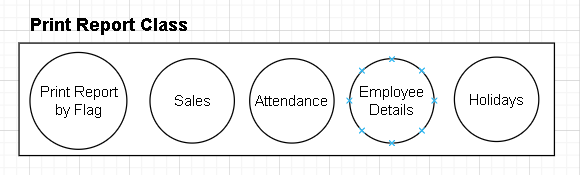 Print Report Class
Print Report
by Flag
Sales
Attendance
Employee
Details
Holidays